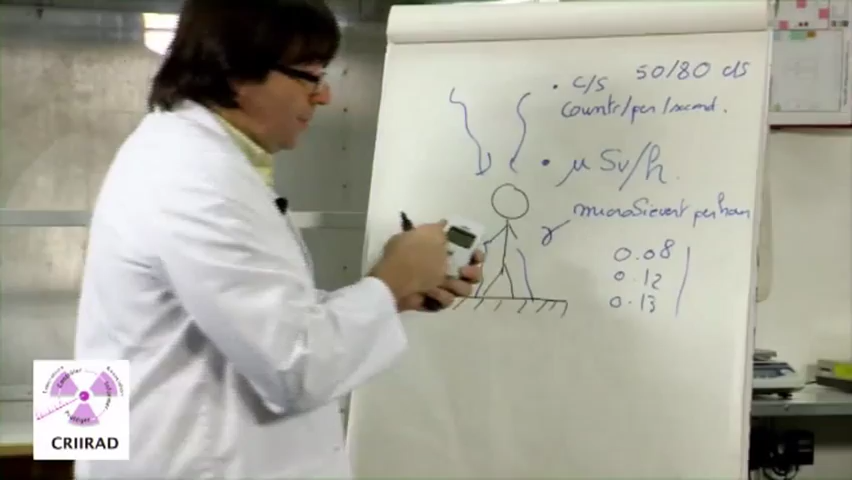 • c/s 50/80 c/s
Counts/per/second.
• μSv/h.
microSievert per hour
γ
0.08
0.12
0.13
CRIIRAD